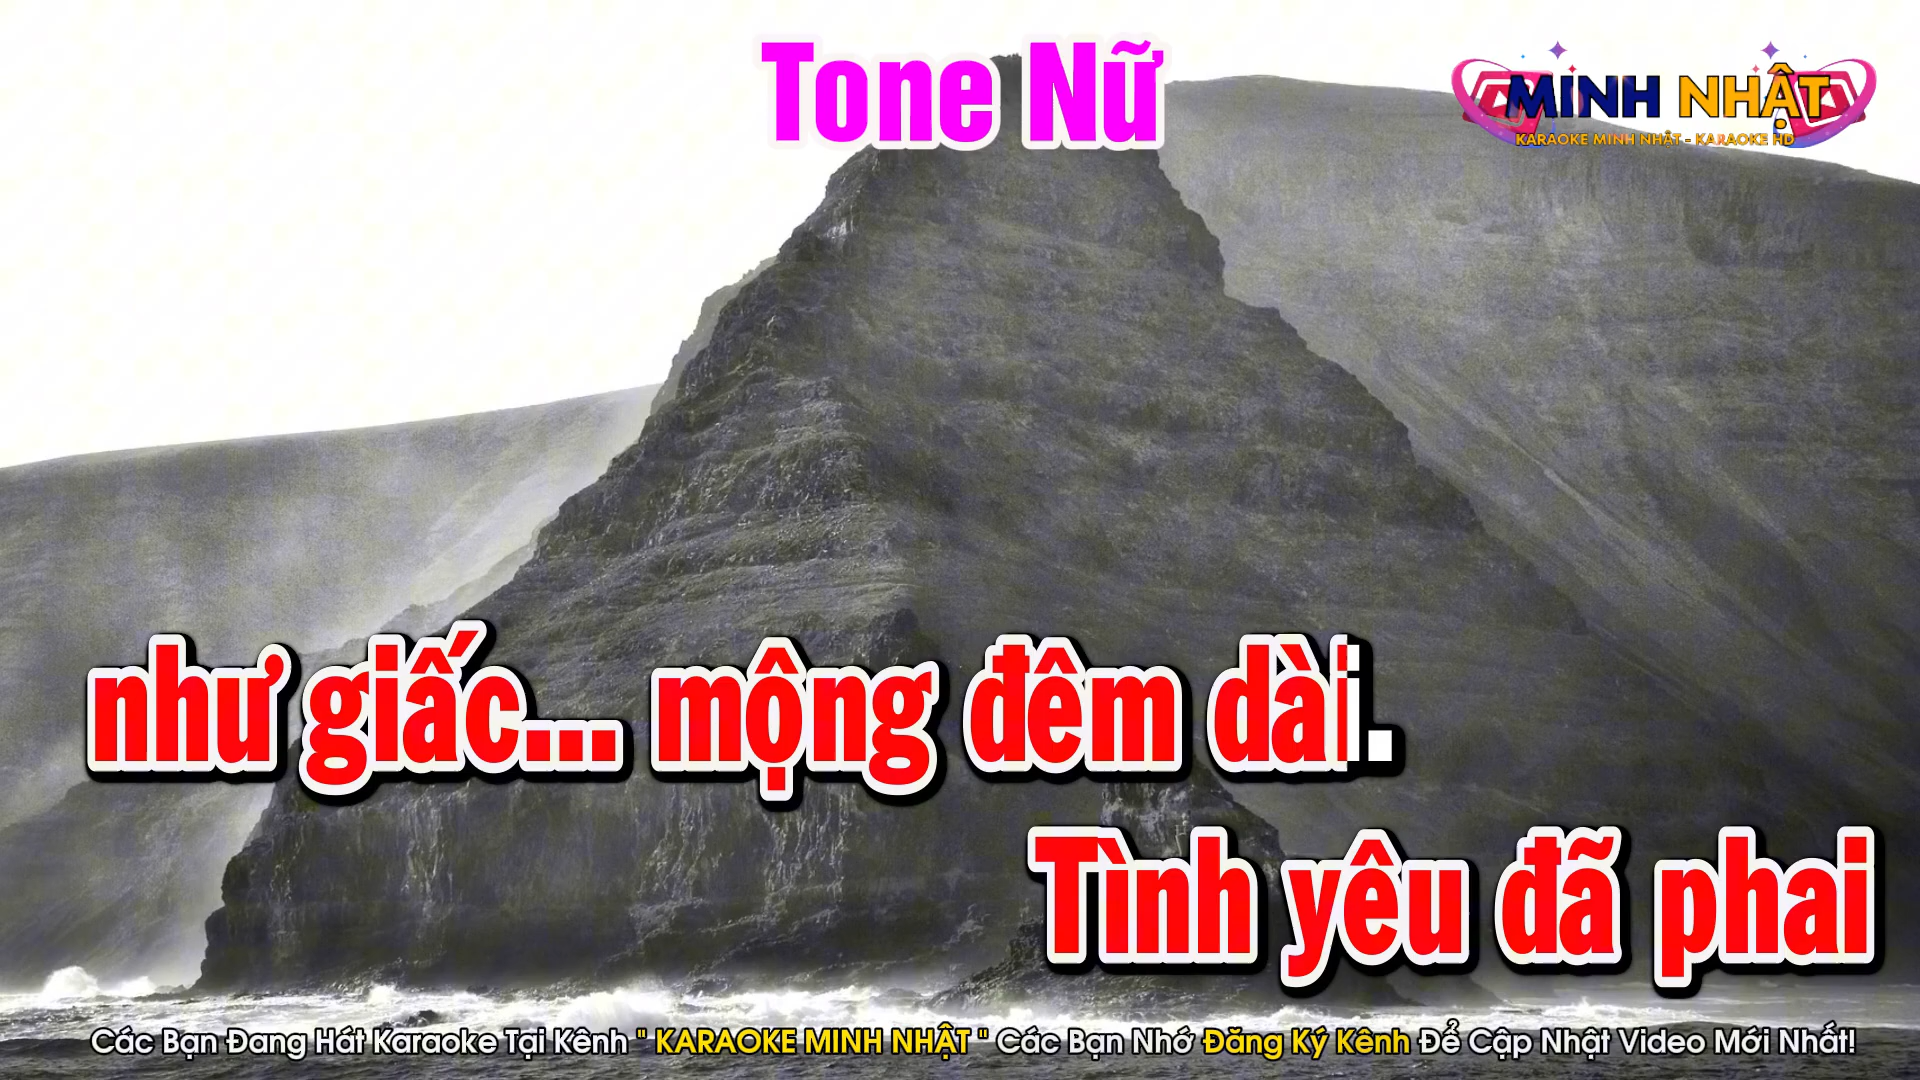 Tone Nữ
MINH NHẬT
KARAOKE MINH NHẬT - KARAOKE HD
như giấc... mộng đêm dài.
Tình yêu đã phai
Các Bạn Đang Hát Karaoke Tại Kênh " KARAOKE MINH NHẬT " Các Bạn Nhớ Đăng Ký Kênh Để Cập Nhật Video Mới Nhất!